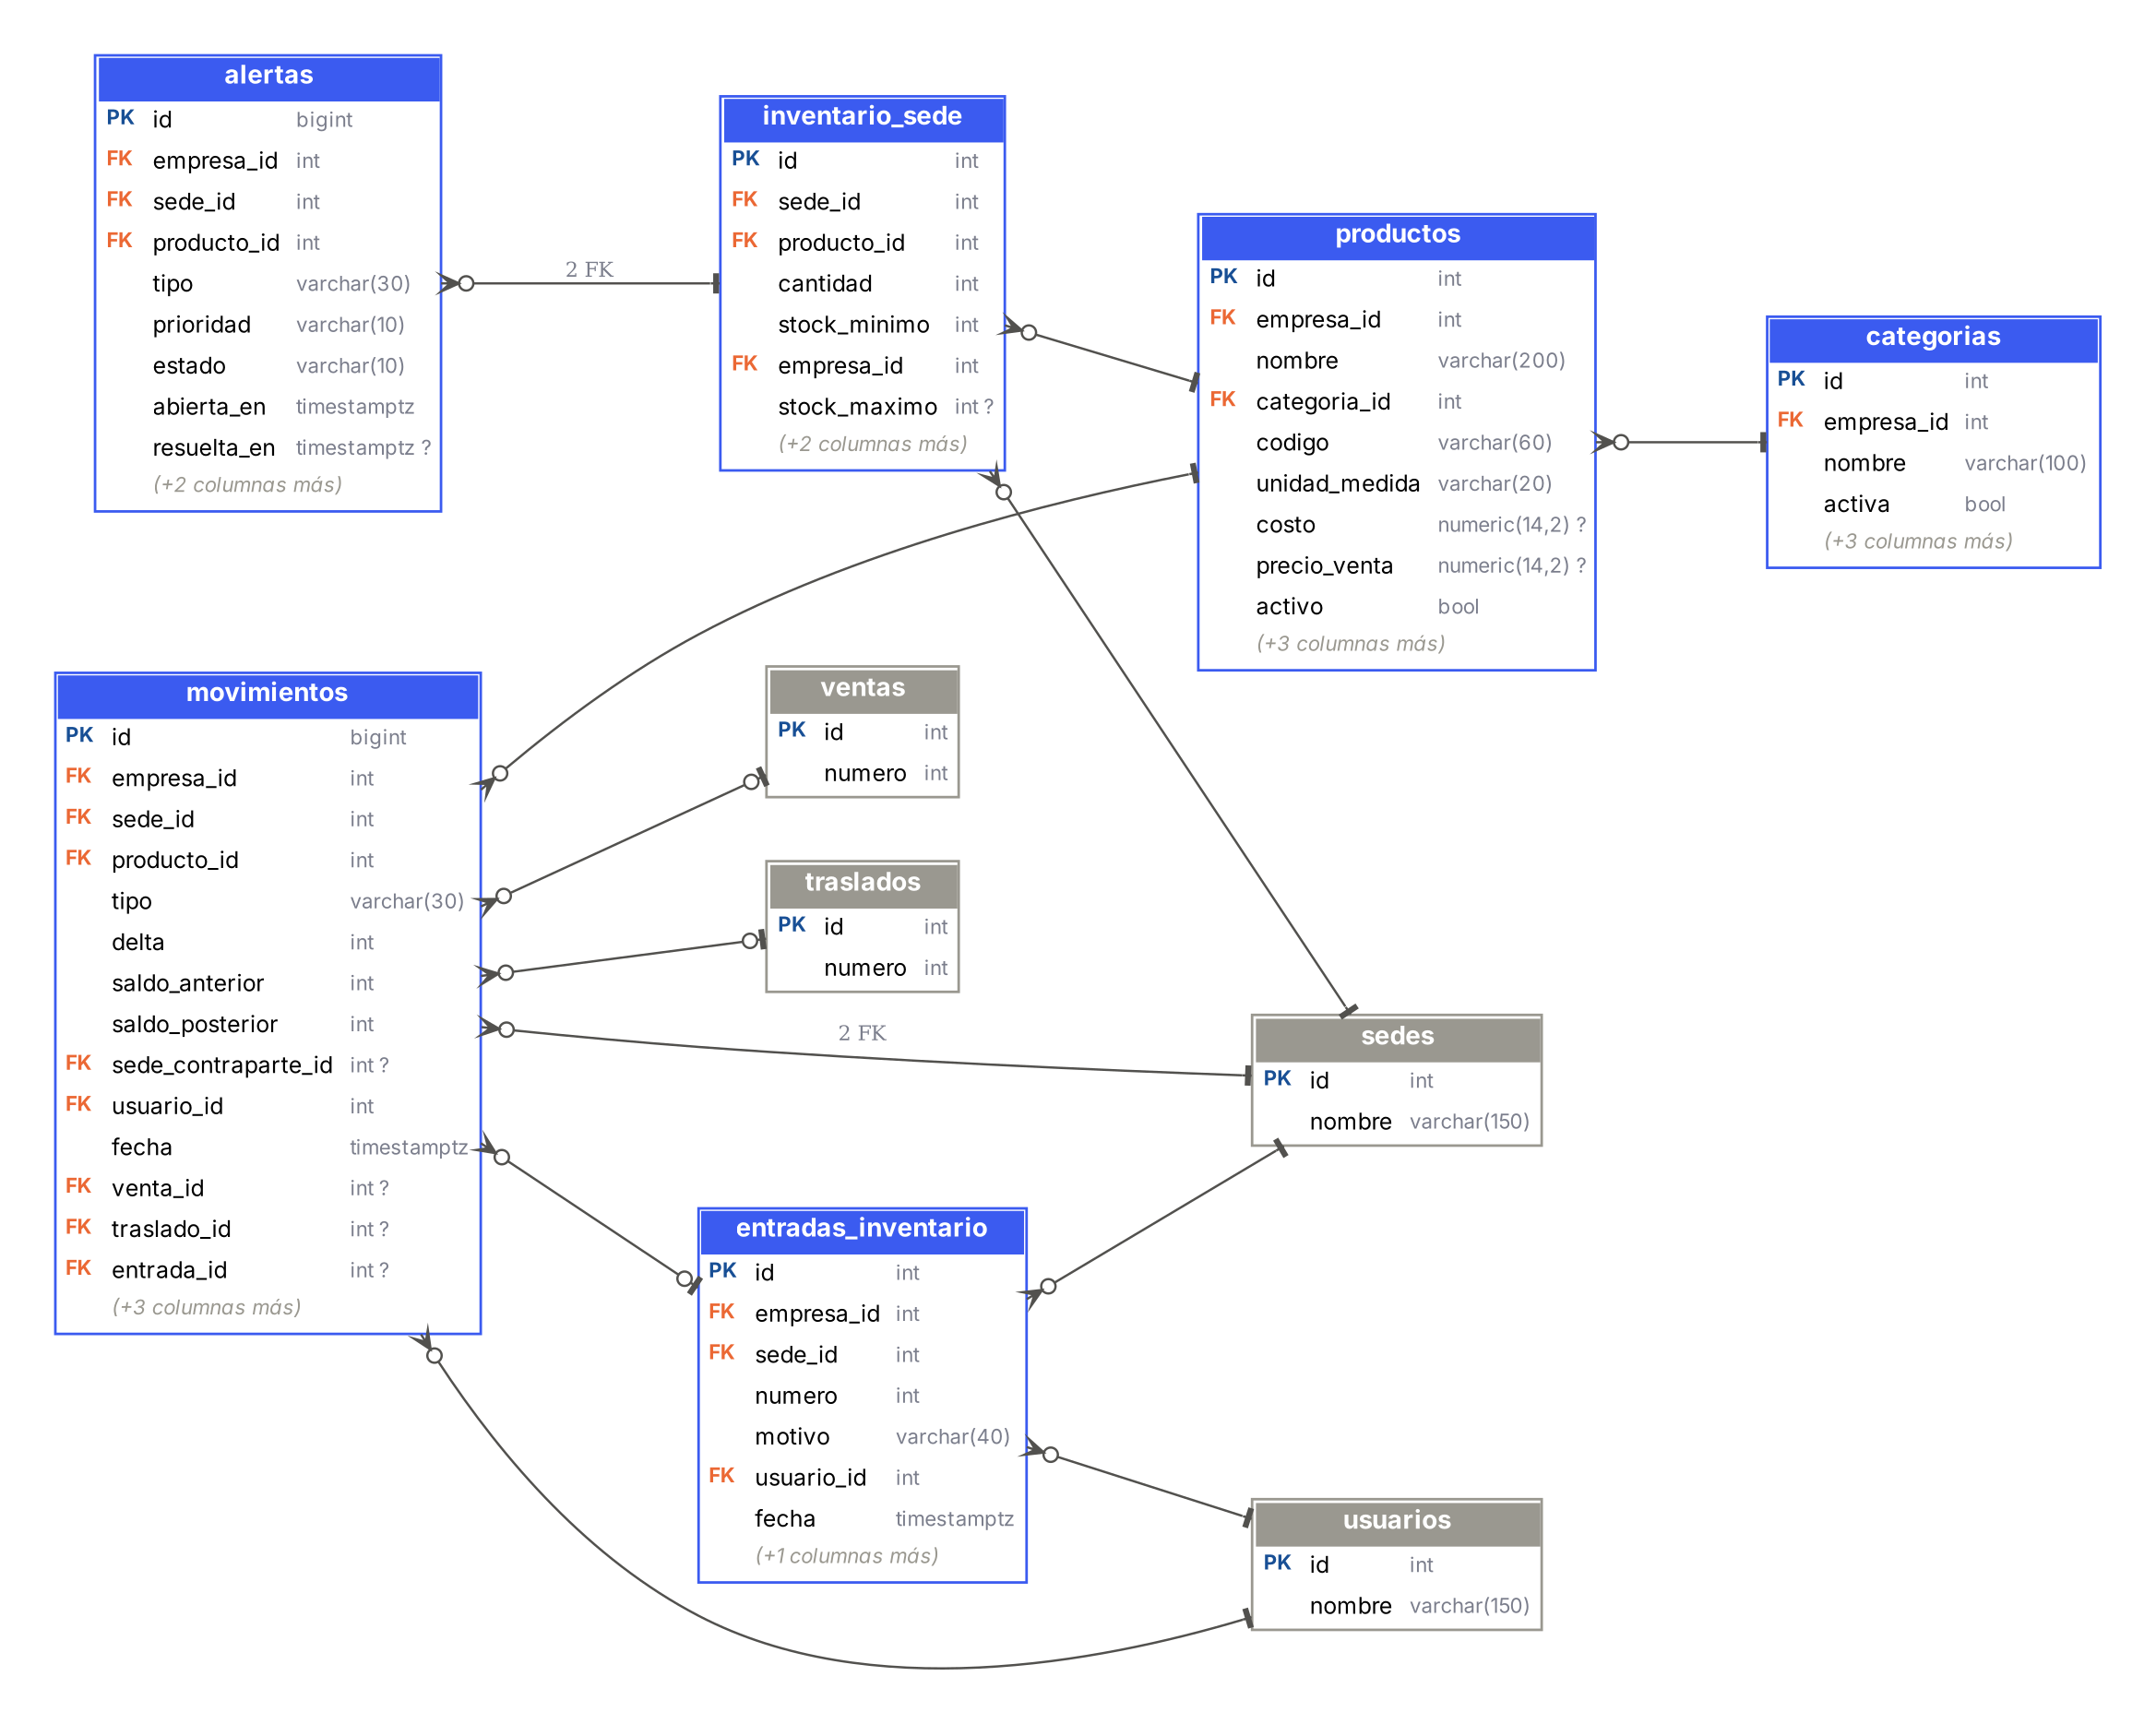 alertas
PK id bigint
FK empresa_id int
FK sede_id int
FK producto_id int
tipo varchar(30)
prioridad varchar(10)
estado varchar(10)
abierta_en timestamptz
resuelta_en timestamptz ?
(+2 columnas más)
2 FK
inventario_sede
PK id int
FK sede_id int
FK producto_id int
cantidad int
stock_minimo int
FK empresa_id int
stock_maximo int ?
(+2 columnas más)
productos
PK id int
FK empresa_id int
nombre varchar(200)
FK categoria_id int
codigo varchar(60)
unidad_medida varchar(20)
costo numeric(14,2) ?
precio_venta numeric(14,2) ?
activo bool
(+3 columnas más)
categorias
PK id int
FK empresa_id int
nombre varchar(100)
activa bool
(+3 columnas más)
movimientos
PK id bigint
FK empresa_id int
FK sede_id int
FK producto_id int
tipo varchar(30)
delta int
saldo_anterior int
saldo_posterior int
FK sede_contraparte_id int ?
FK usuario_id int
fecha timestamptz
FK venta_id int ?
FK traslado_id int ?
FK entrada_id int ?
(+3 columnas más)
ventas
PK id int
numero int
traslados
PK id int
numero int
2 FK
sedes
PK id int
nombre varchar(150)
entradas_inventario
PK id int
FK empresa_id int
FK sede_id int
numero int
motivo varchar(40)
FK usuario_id int
fecha timestamptz
(+1 columnas más)
usuarios
PK id int
nombre varchar(150)